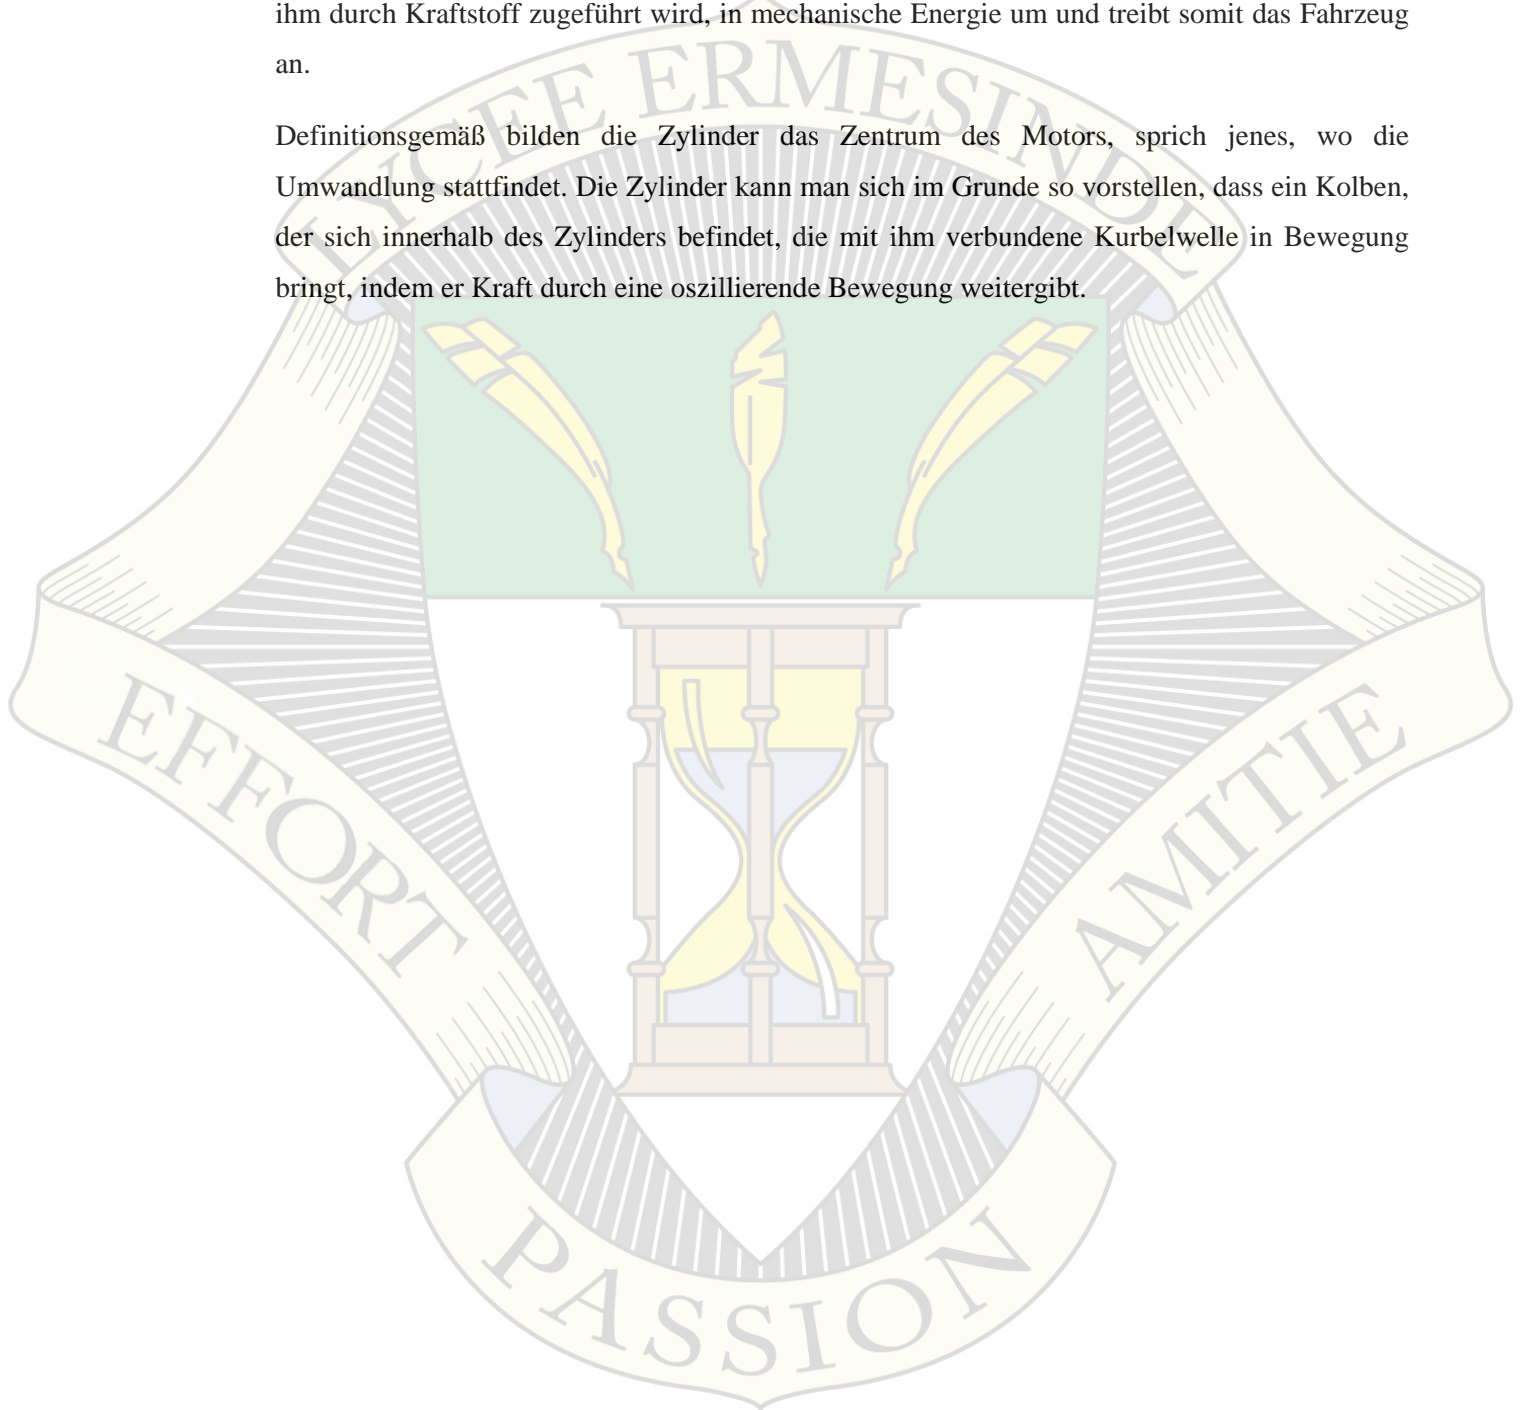 ihm durch Kraftstoff zugeführt wird, in mechanische Energie um und treibt somit das Fahrzeug
an.
Definitionsgemäß bilden die Zylinder das Zentrum des Motors, sprich jenes, wo die
Umwandlung stattfindet. Die Zylinder kann man sich im Grunde so vorstellen, dass ein Kolben,
der sich innerhalb des Zylinders befindet, die mit ihm verbundene Kurbelwelle in Bewegung
bringt, indem er Kraft durch eine oszillierende Bewegung weitergibt.
LYCEE ERMESINDE
EFFORT
AMITIE
PASSION